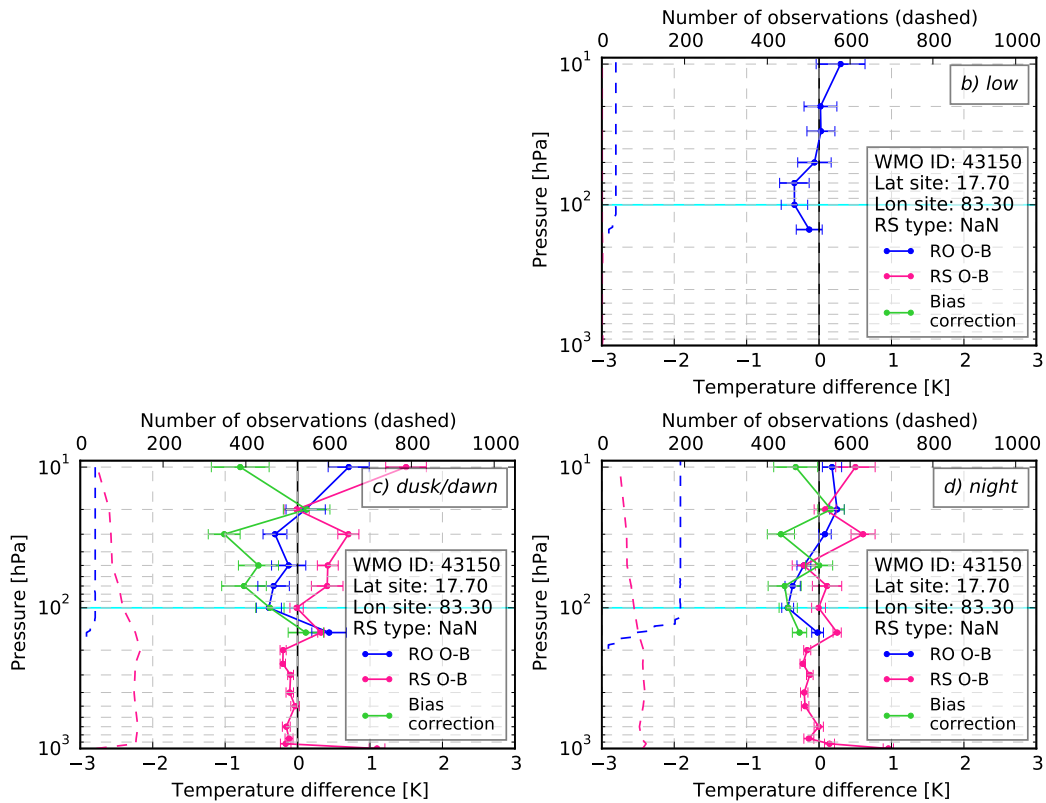 Number of observations (dashed)
0 200 400 600 800 1000
b) low
10¹
10²
10³
Pressure [hPa]
WMO ID: 43150
Lat site: 17.70
Lon site: 83.30
RS type: NaN
RO O-B
RS O-B
Bias
correction
−3 −2 −1 0 1 2 3
Temperature difference [K]
Number of observations (dashed)
0 200 400 600 800 1000
c) dusk/dawn
10¹
10²
10³
Pressure [hPa]
WMO ID: 43150
Lat site: 17.70
Lon site: 83.30
RS type: NaN
RO O-B
RS O-B
Bias
correction
−3 −2 −1 0 1 2 3
Temperature difference [K]
Number of observations (dashed)
0 200 400 600 800 1000
d) night
10¹
10²
10³
Pressure [hPa]
WMO ID: 43150
Lat site: 17.70
Lon site: 83.30
RS type: NaN
RO O-B
RS O-B
Bias
correction
−3 −2 −1 0 1 2 3
Temperature difference [K]